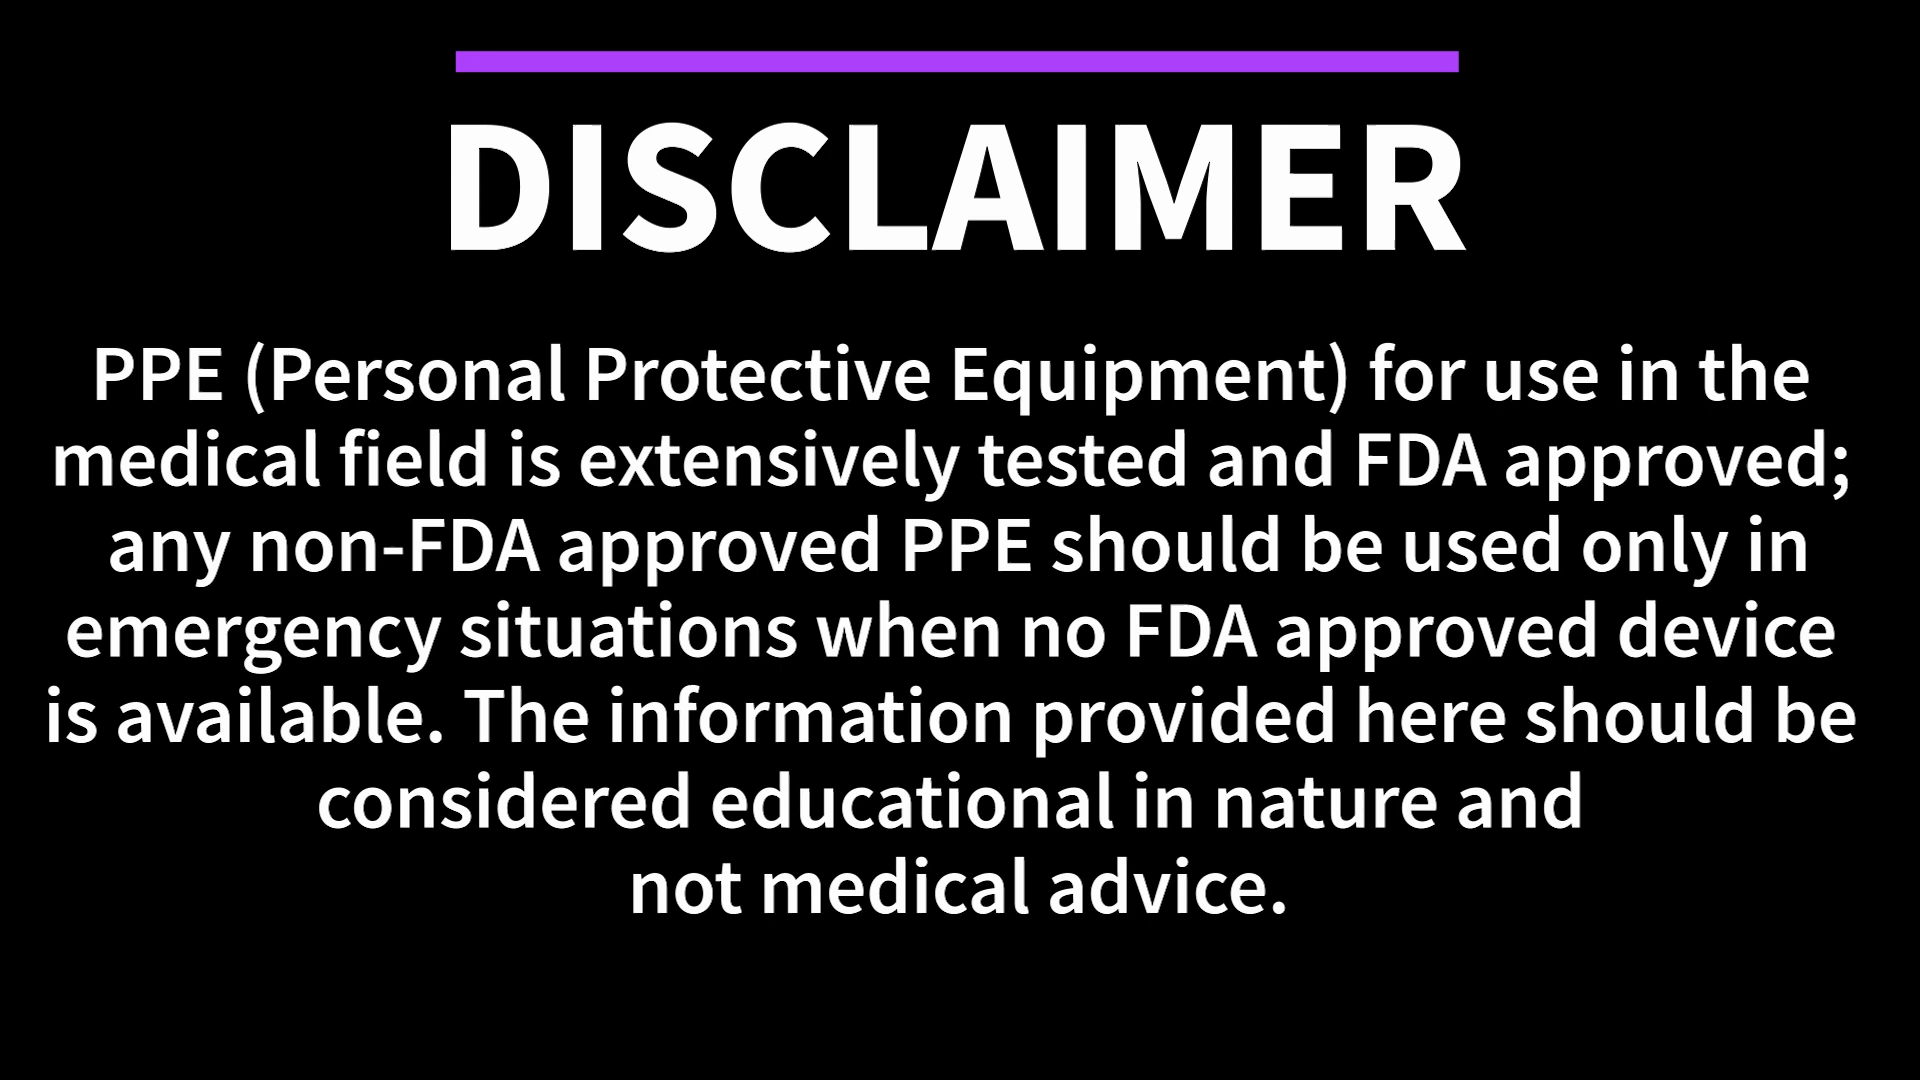 DISCLAIMER
PPE (Personal Protective Equipment) for use in the
medical field is extensively tested and FDA approved;
any non-FDA approved PPE should be used only in
emergency situations when no FDA approved device
is available. The information provided here should be
considered educational in nature and
not medical advice.